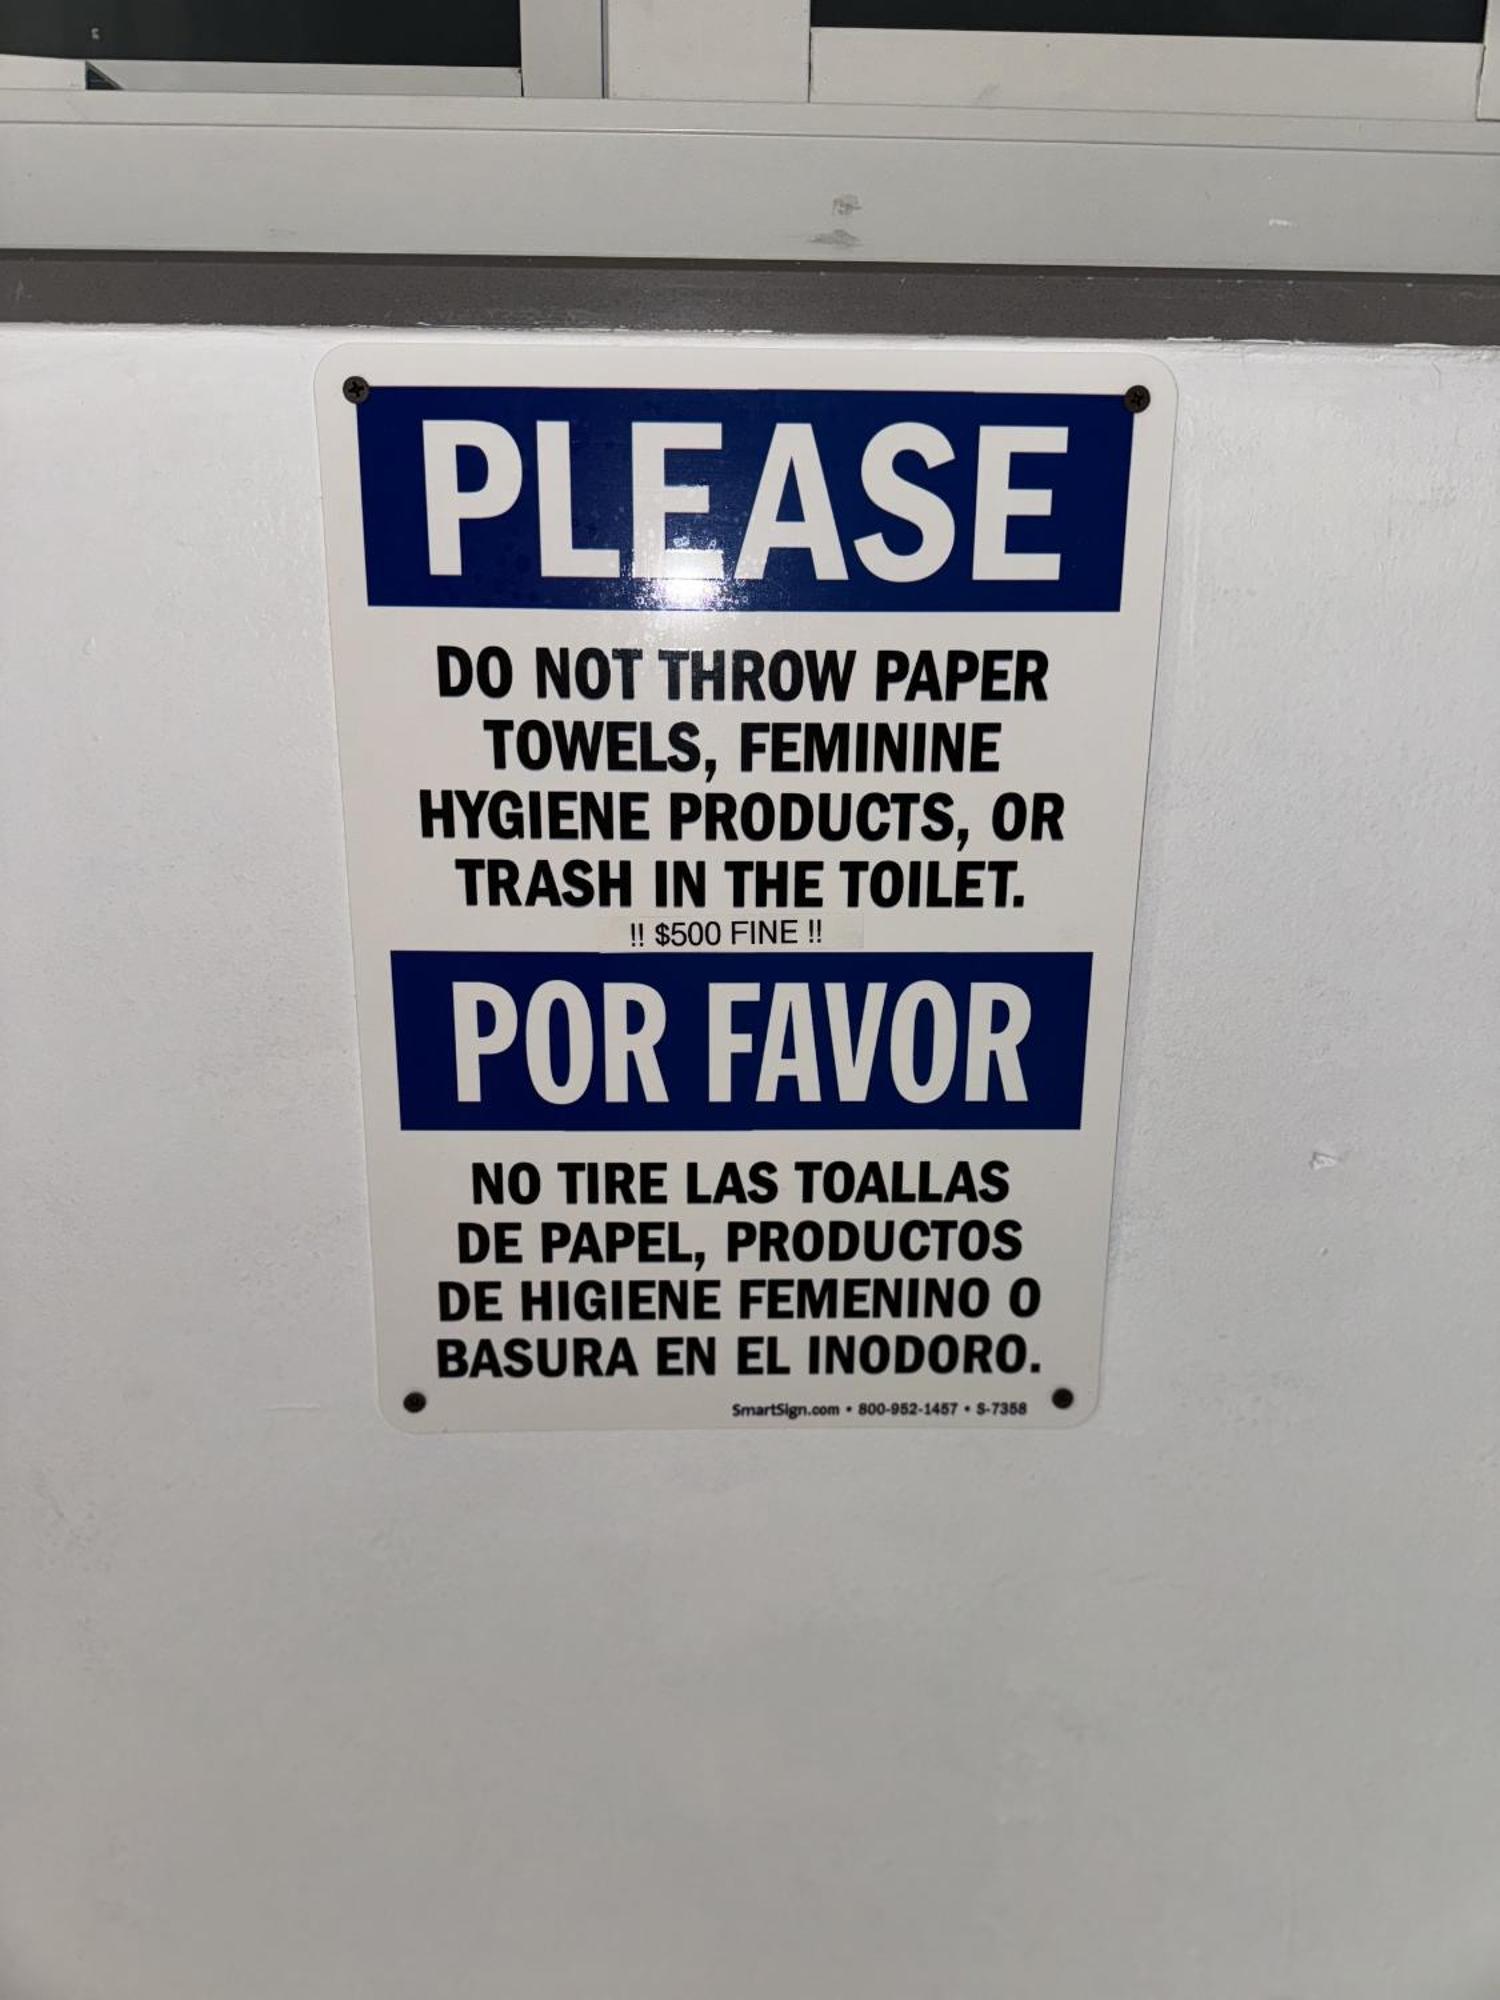 PLEASE
DO NOT THROW PAPER
TOWELS, FEMININE
HYGIENE PRODUCTS, OR
TRASH IN THE TOILET.
!! $500 FINE !!
POR FAVOR
NO TIRE LAS TOALLAS
DE PAPEL, PRODUCTOS
DE HIGIENE FEMENINO O
BASURA EN EL INODORO.
SmartSign.com • 800-952-1457 • S-7358